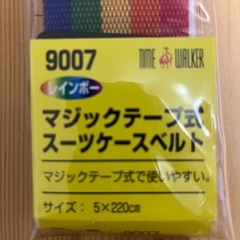 9007
TIME WALKER
レインボー
マジックテープ式
スーツケースベルト
マジックテープ式で使いやすい。
サイズ：5×220cm